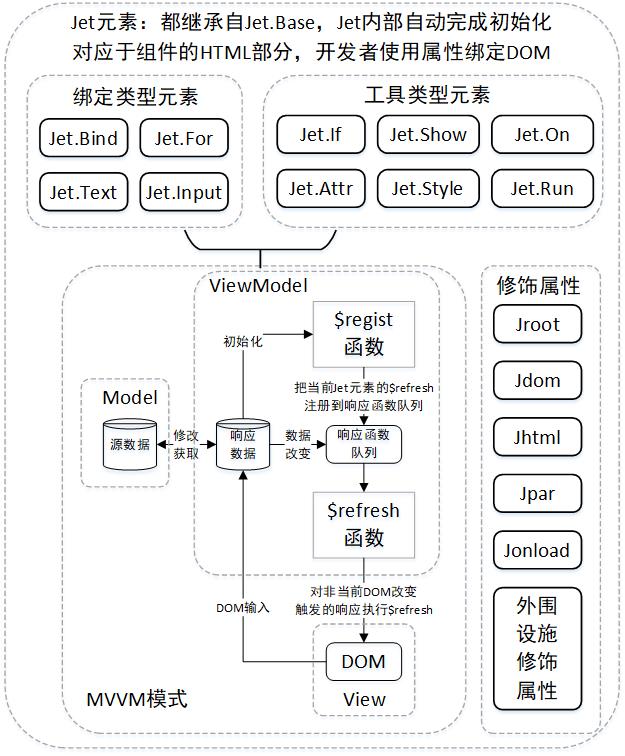 Jet元素：都继承自Jet.Base，Jet内部自动完成初始化
对应于组件的HTML部分，开发者使用属性绑定DOM
绑定类型元素
Jet.Bind
Jet.For
Jet.Text
Jet.Input
工具类型元素
Jet.If
Jet.Show
Jet.On
Jet.Attr
Jet.Style
Jet.Run
ViewModel
$regist
函数
初始化
把当前Jet元素的$refresh
注册到响应函数队列
Model
源数据
修改
获取
响应
数据
数据
改变
响应函数
队列
$refresh
函数
DOM输入
对非当前DOM改变
触发的响应执行$refresh
DOM
View
MVVM模式
修饰属性
Jroot
Jdom
Jhtml
Jpar
Jonload
外围
设施
修饰
属性